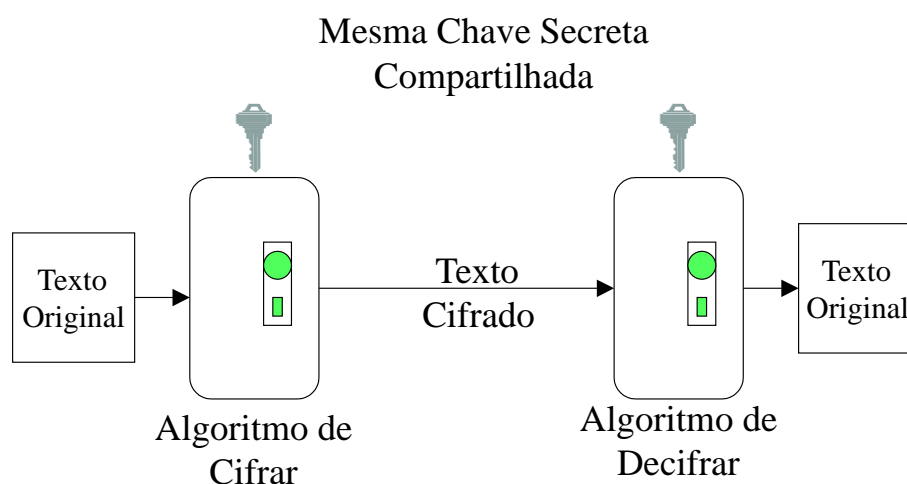 Mesma Chave Secreta
Compartilhada
Texto
Original
Texto
Cifrado
Texto
Original
Algoritmo de
Cifrar
Algoritmo de
Decifrar